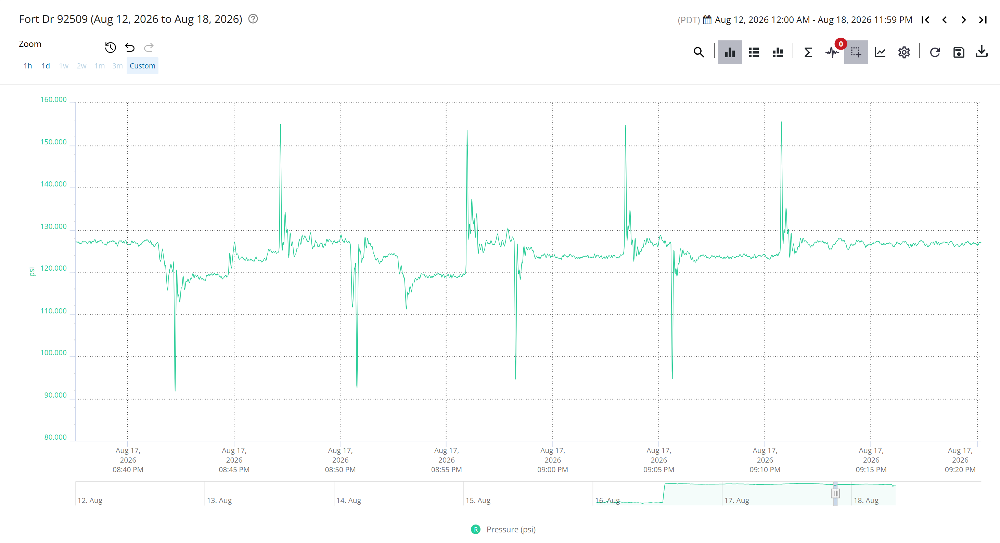 Fort Dr 92509 (Aug 12, 2026 to Aug 18, 2026) ?
(PDT) Aug 12, 2026 12:00 AM - Aug 18, 2026 11:59 PM
Zoom
0
1h 1d 1w 2w 1m 3m Custom
160.000
150.000
140.000
130.000
120.000
110.000
100.000
90.000
80.000
psi
Aug 17, 2026 08:40 PM
Aug 17, 2026 08:45 PM
Aug 17, 2026 08:50 PM
Aug 17, 2026 08:55 PM
Aug 17, 2026 09:00 PM
Aug 17, 2026 09:05 PM
Aug 17, 2026 09:10 PM
Aug 17, 2026 09:15 PM
Aug 17, 2026 09:20 PM
12. Aug 13. Aug 14. Aug 15. Aug 16. Aug 17. Aug 18. Aug
R Pressure (psi)